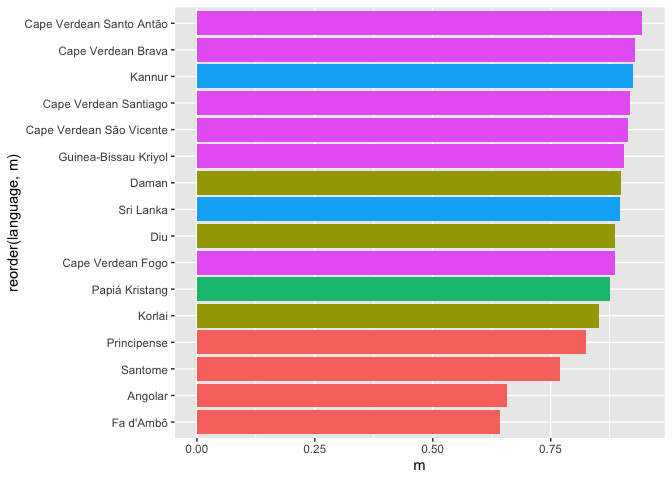 Cape Verdean Santo Antão
Cape Verdean Brava
Kannur
Cape Verdean Santiago
Cape Verdean São Vicente
Guinea-Bissau Kriyol
Daman
Sri Lanka
Diu
Cape Verdean Fogo
Papiá Kristang
Korlai
Principense
Santome
Angolar
Fa d'Ambô
reorder(language, m)
0.00 0.25 0.50 0.75
m